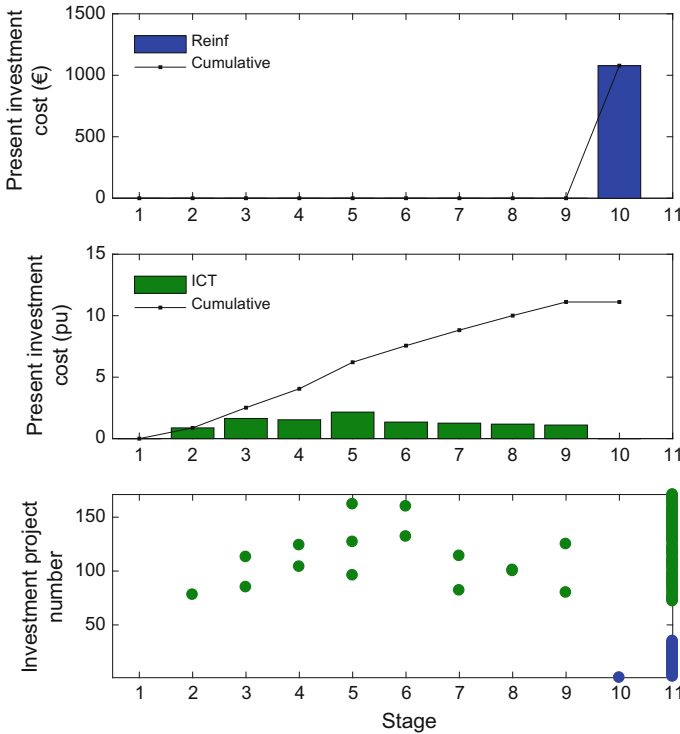 Present investment
cost (€)
1500
1000
500
0
Reinf
Cumulative
1 2 3 4 5 6 7 8 9 10 11
Present investment
cost (pu)
15
10
5
0
ICT
Cumulative
1 2 3 4 5 6 7 8 9 10 11
Investment project
number
150
100
50
1 2 3 4 5 6 7 8 9 10 11
Stage